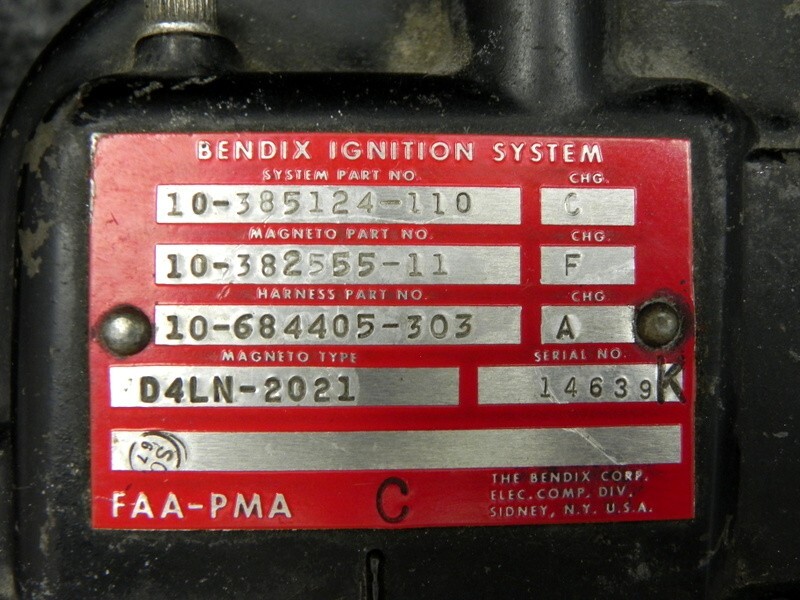 BENDIX IGNITION SYSTEM
SYSTEM PART NO. CHG.
10-385124-110 C
MAGNETO PART NO. CHG.
10-382555-11 F
HARNESS PART NO. CHG
10-684405-303 A
MAGNETO TYPE SERIAL NO.
D4LN-2021 14639K
FAA-PMA C
THE BENDIX CORP.
ELEC. COMP. DIV.
SIDNEY, N.Y. U.S.A.